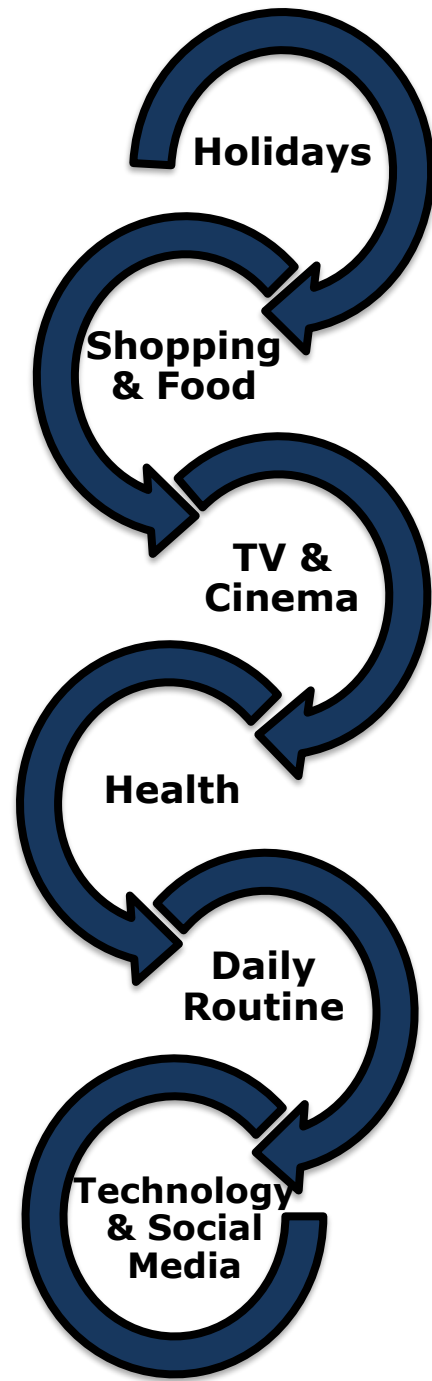 Holidays
Shopping
& Food
TV &
Cinema
Health
Daily
Routine
Technology
& Social
Media